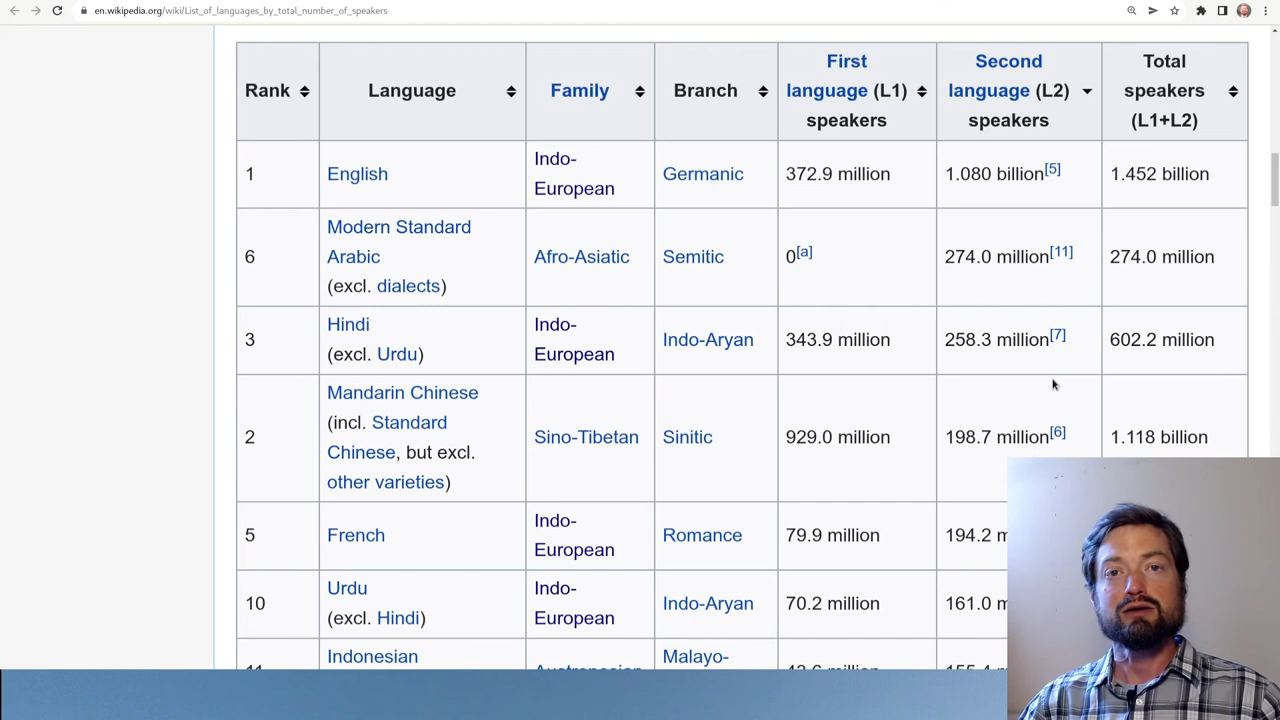 en.wikipedia.org/wiki/List_of_languages_by_total_number_of_speakers
Rank Language Family Branch First language (L1) speakers Second language (L2) speakers Total speakers (L1+L2)
1 English Indo-European Germanic 372.9 million 1.080 billion[5] 1.452 billion
6 Modern Standard Arabic (excl. dialects) Afro-Asiatic Semitic 0[a] 274.0 million[11] 274.0 million
3 Hindi (excl. Urdu) Indo-European Indo-Aryan 343.9 million 258.3 million[7] 602.2 million
2 Mandarin Chinese (incl. Standard Chinese, but excl. other varieties) Sino-Tibetan Sinitic 929.0 million 198.7 million[6] 1.118 billion
5 French Indo-European Romance 79.9 million 194.2 m
10 Urdu (excl. Hindi) Indo-European Indo-Aryan 70.2 million 161.0 m
Indonesian Malayo-